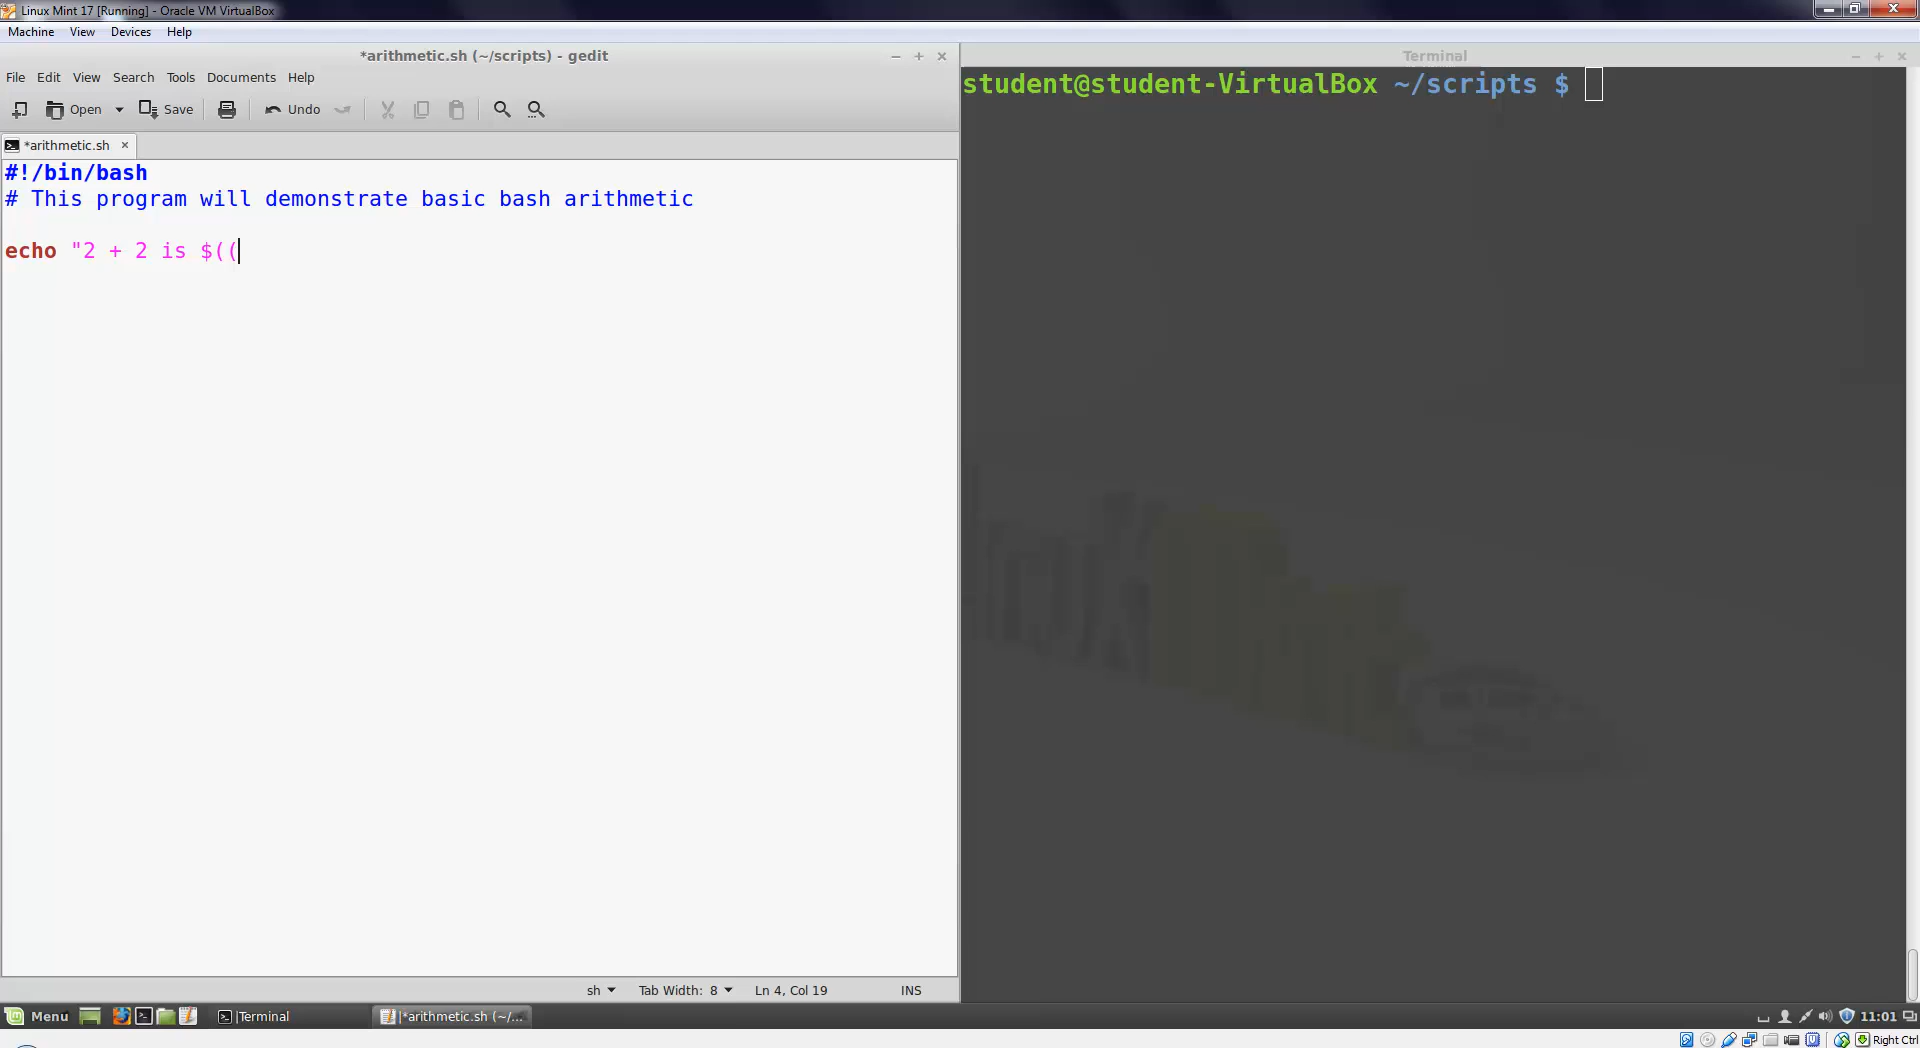 Linux Mint 17 [Running] - Oracle VM VirtualBox
Machine View Devices Help
*arithmetic.sh (~/scripts) - gedit
File Edit View Search Tools Documents Help
Open Save Undo
*arithmetic.sh
#!/bin/bash
# This program will demonstrate basic bash arithmetic
echo "2 + 2 is $((
sh Tab Width: 8 Ln 4, Col 19 INS
Terminal
student@student-VirtualBox ~/scripts $
Menu Terminal *arithmetic.sh (~/... 11:01
Right Ctrl